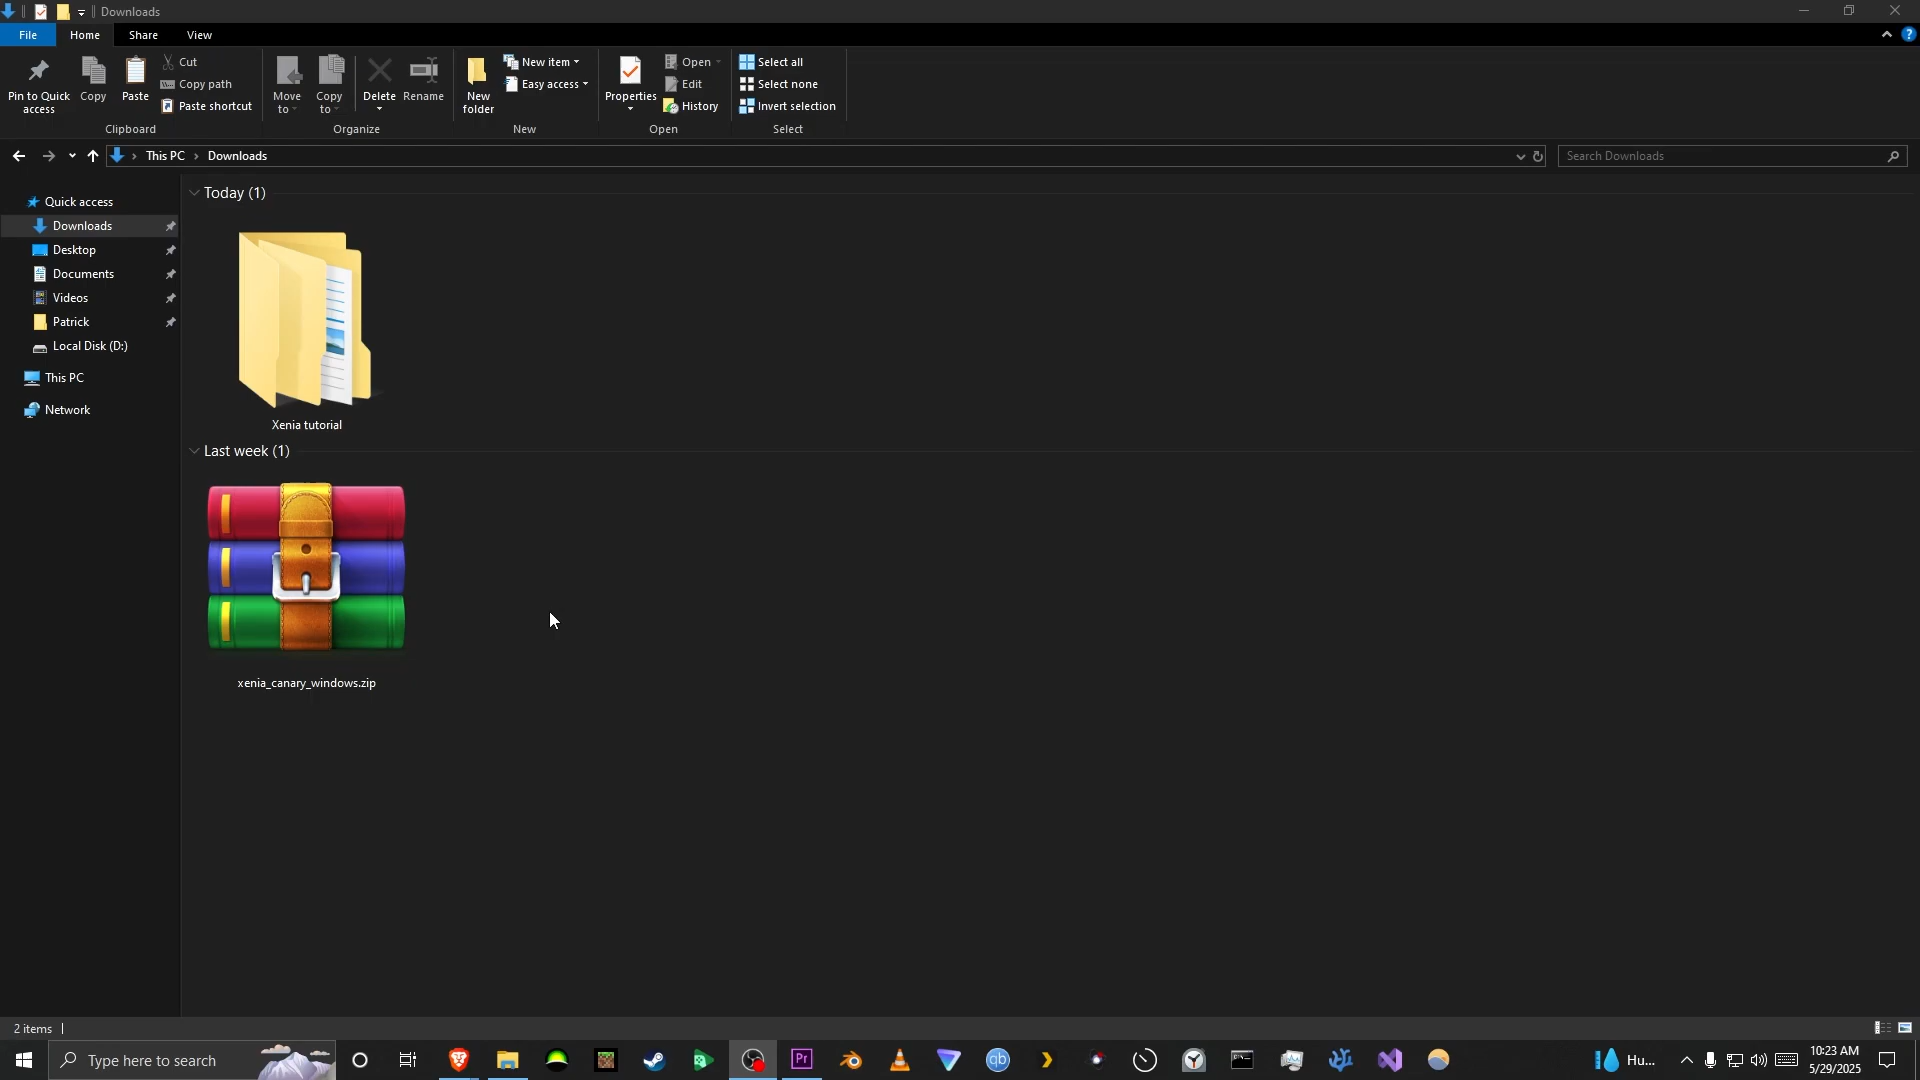 Downloads
File Home Share View
Pin to Quick access
Copy
Paste
Cut
Copy path
Paste shortcut
Clipboard
Move to
Copy to
Delete
Rename
Organize
New folder
New item
Easy access
New
Properties
Open
Edit
History
Open
Select all
Select none
Invert selection
Select
This PC Downloads
Search Downloads
Quick access
Downloads
Desktop
Documents
Videos
Patrick
Local Disk (D:)
This PC
Network
Today (1)
Xenia tutorial
Last week (1)
xenia_canary_windows.zip
2 items
Type here to search
Pr
qb
Hu...
10:23 AM
5/29/2025